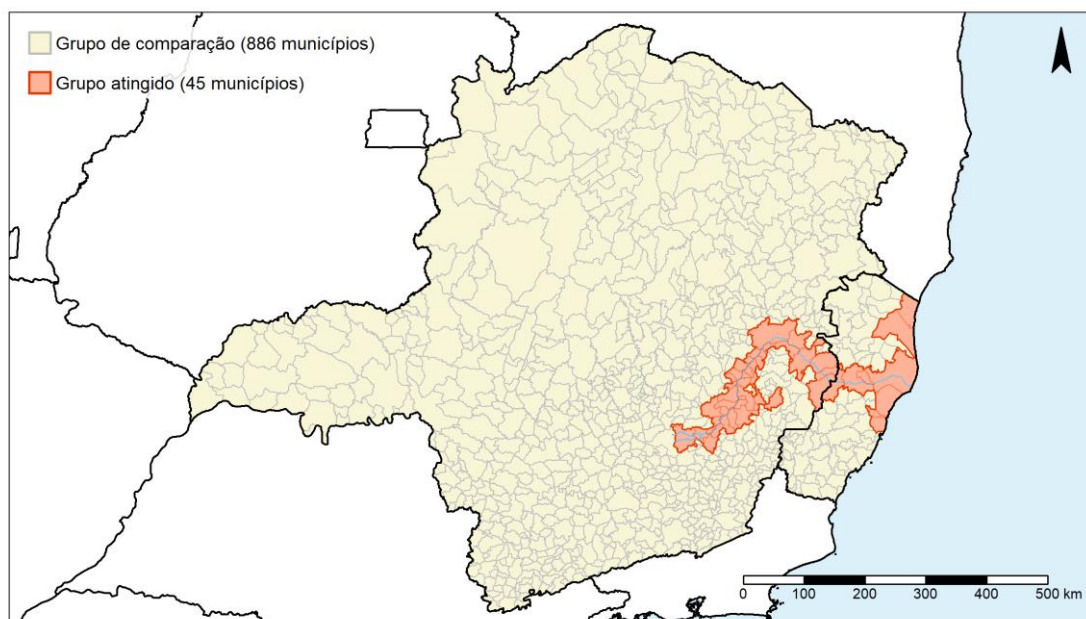 Grupo de comparação (886 municípios)
Grupo atingido (45 municípios)
0 100 200 300 400 500 km